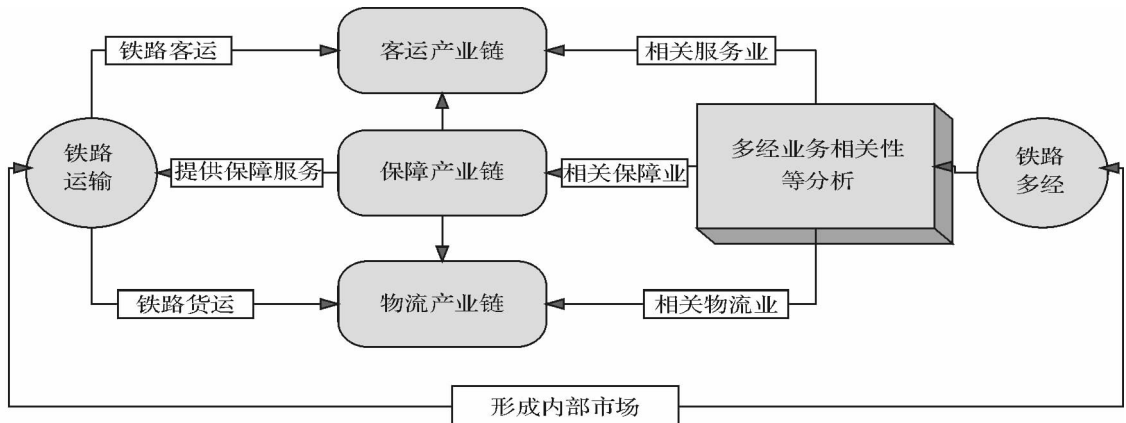 铁路客运
客运产业链
相关服务业
铁路
运输
提供保障服务
保障产业链
相关保障业
多经业务相关性
等分析
铁路
多经
铁路货运
物流产业链
相关物流业
形成内部市场